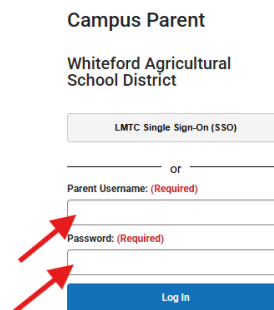 Campus Parent
Whiteford Agricultural
School District
LMTC Single Sign-On (SSO)
or
Parent Username: (Required)
Password: (Required)
Log In